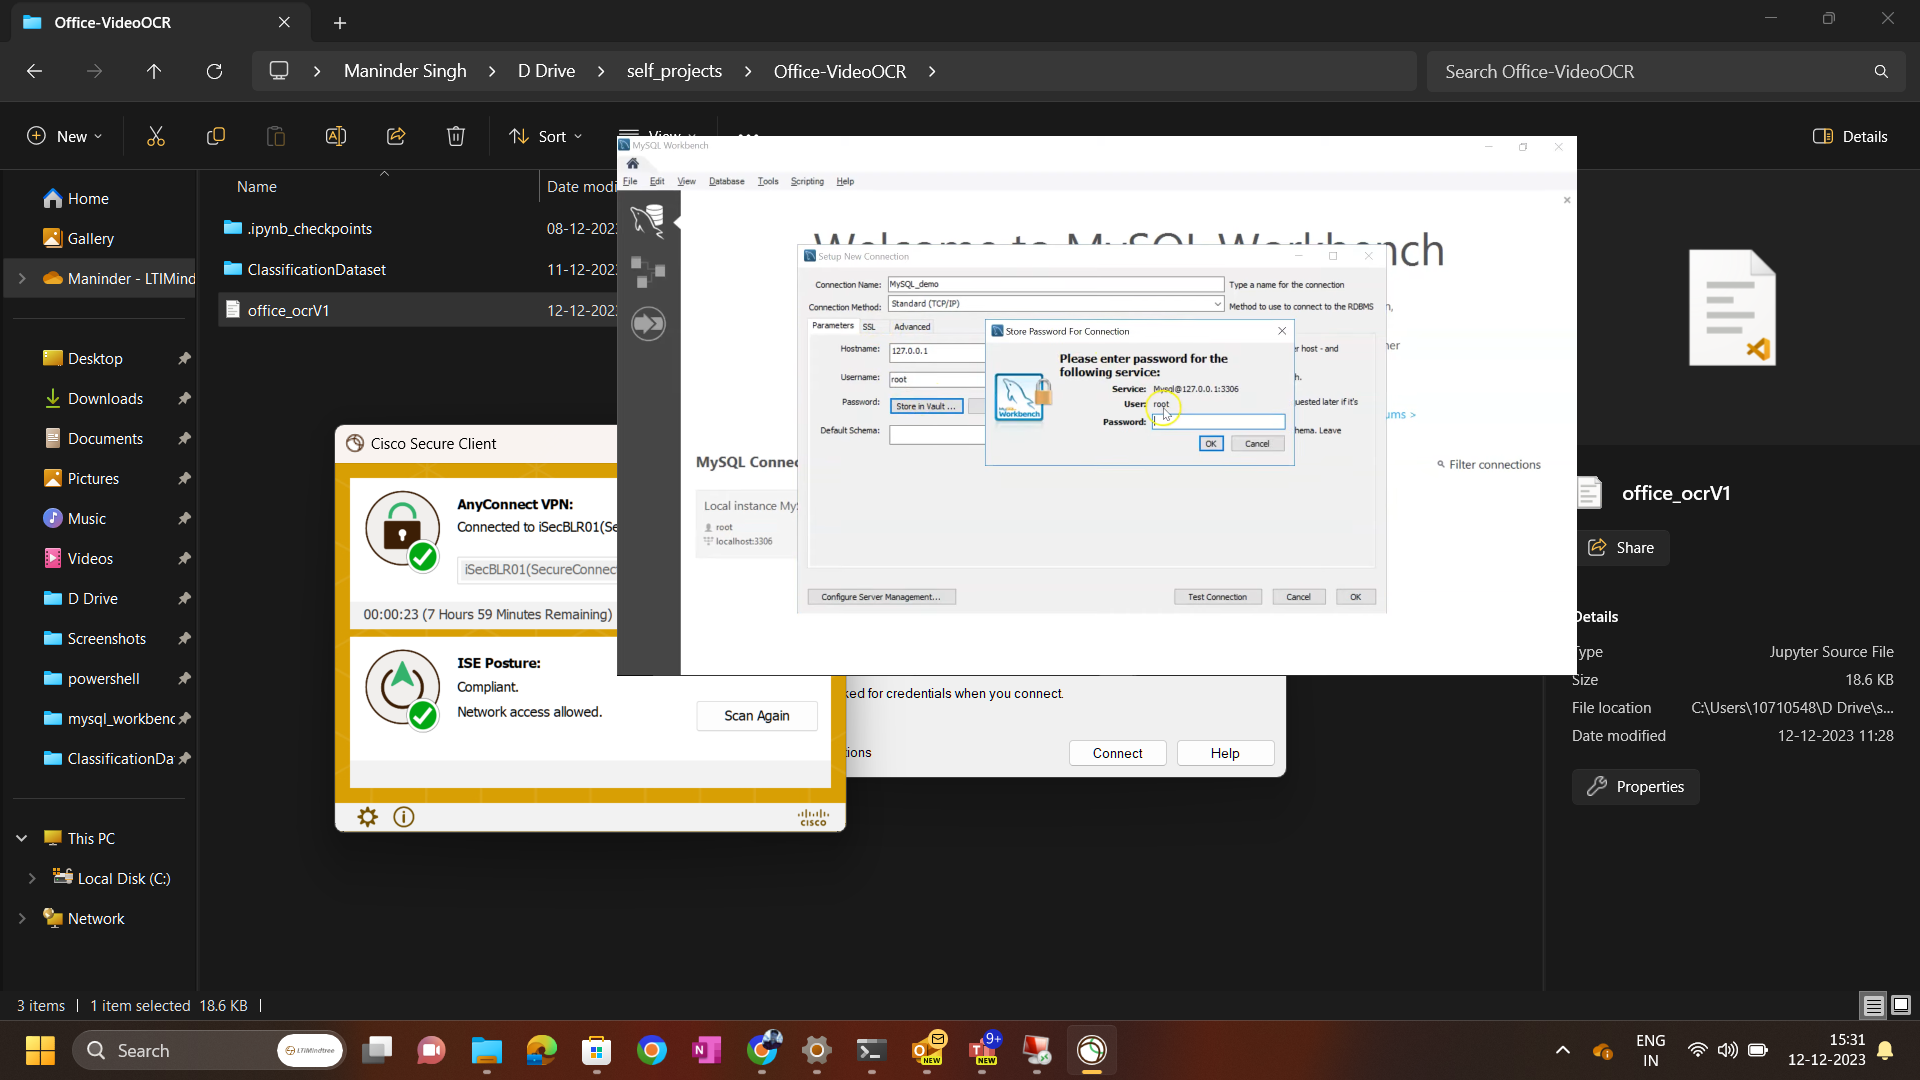 Office-VideoOCR
Maninder Singh
D Drive
self_projects
Office-VideoOCR
Search Office-VideoOCR
New
Sort
View
Details
Home
Gallery
Maninder - LTIMind
Desktop
Downloads
Documents
Pictures
Music
Videos
D Drive
Screenshots
powershell
mysql_workbenc
ClassificationDa
This PC
Local Disk (C:)
Network
Name
Date modi
.ipynb_checkpoints
08-12-202
ClassificationDataset
11-12-202
office_ocrV1
12-12-202
Cisco Secure Client
AnyConnect VPN:
Connected to iSecBLR01(Se
iSecBLR01(SecureConnec
00:00:23 (7 Hours 59 Minutes Remaining)
ISE Posture:
Compliant.
Network access allowed.
Scan Again
cisco
ked for credentials when you connect.
tions
Connect
Help
MySQL Workbench
File Edit View Database Tools Scripting Help
Welcome to MySQL Workbench
MySQL Connec
Filter connections
Local instance My
root
localhost:3306
ums >
Setup New Connection
Connection Name:
MySQL_demo
Type a name for the connection
Connection Method:
Standard (TCP/IP)
Method to use to connect to the RDBMS
Parameters
SSL
Advanced
Hostname:
127.0.0.1
r host - and
Username:
root
h.
Password:
Store in Vault ...
uested later if it's
Default Schema:
hema. Leave
Configure Server Management...
Test Connection
Cancel
OK
Store Password For Connection
Please enter password for the
following service:
Service: Mysql@127.0.0.1:3306
User: root
Password:
OK
Cancel
Workbench
office_ocrV1
Share
Details
Type
Jupyter Source File
Size
18.6 KB
File location
C:\Users\10710548\D Drive\s...
Date modified
12-12-2023 11:28
Properties
3 items
1 item selected 18.6 KB
Search
LTIMindtree
NEW
9+
NEW
ENG
IN
15:31
12-12-2023